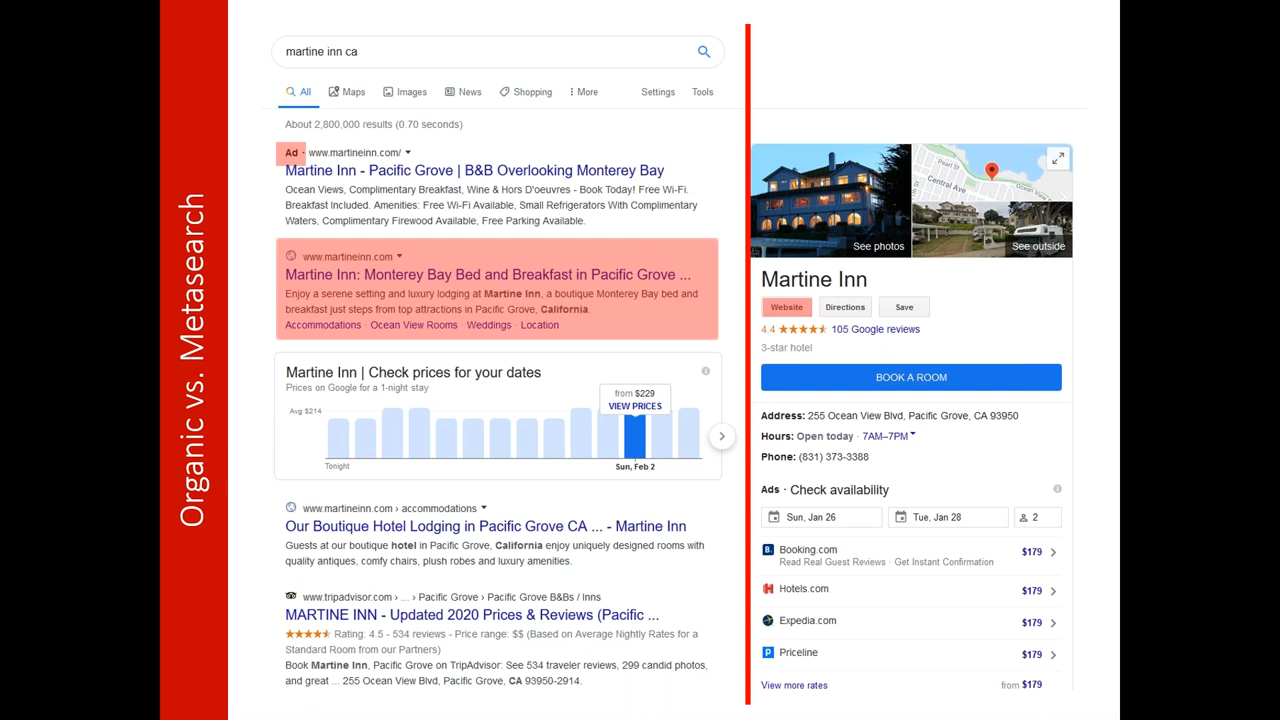 Organic vs. Metasearch
martine inn ca
All Maps Images News Shopping More Settings Tools
About 2,800,000 results (0.70 seconds)
Ad · www.martineinn.com/
Martine Inn - Pacific Grove | B&B Overlooking Monterey Bay
Ocean Views, Complimentary Breakfast, Wine & Hors D'oeuvres - Book Today! Free Wi-Fi.
Breakfast Included. Amenities: Free Wi-Fi Available, Small Refrigerators With Complimentary
Waters, Complimentary Firewood Available, Free Parking Available.
www.martineinn.com
Martine Inn: Monterey Bay Bed and Breakfast in Pacific Grove ...
Enjoy a serene setting and luxury lodging at Martine Inn, a boutique Monterey Bay bed and
breakfast just steps from top attractions in Pacific Grove, California.
Accommodations · Ocean View Rooms · Weddings · Location
Martine Inn | Check prices for your dates
Prices on Google for a 1-night stay
from $229
VIEW PRICES
Avg $214
Tonight
Sun, Feb 2
www.martineinn.com › accommodations
Our Boutique Hotel Lodging in Pacific Grove CA ... - Martine Inn
Guests at our boutique hotel in Pacific Grove, California enjoy uniquely designed rooms with
quality antiques, comfy chairs, plush robes and luxury amenities.
www.tripadvisor.com › ... › Pacific Grove › Pacific Grove B&Bs / Inns
MARTINE INN - Updated 2020 Prices & Reviews (Pacific ...
Rating: 4.5 - 534 reviews - Price range: $$ (Based on Average Nightly Rates for a
Standard Room from our Partners)
Book Martine Inn, Pacific Grove on TripAdvisor: See 534 traveler reviews, 299 candid photos,
and great ... 255 Ocean View Blvd, Pacific Grove, CA 93950-2914.
Pearl St
Central Ave
Ocean View
See photos
See outside
Martine Inn
Website Directions Save
4.4 105 Google reviews
3-star hotel
BOOK A ROOM
Address: 255 Ocean View Blvd, Pacific Grove, CA 93950
Hours: Open today · 7AM–7PM
Phone: (831) 373-3388
Ads · Check availability
Sun, Jan 26 Tue, Jan 28 2
B. Booking.com $179
Read Real Guest Reviews · Get Instant Confirmation
Hotels.com $179
Expedia.com $179
Priceline $179
View more rates from $179